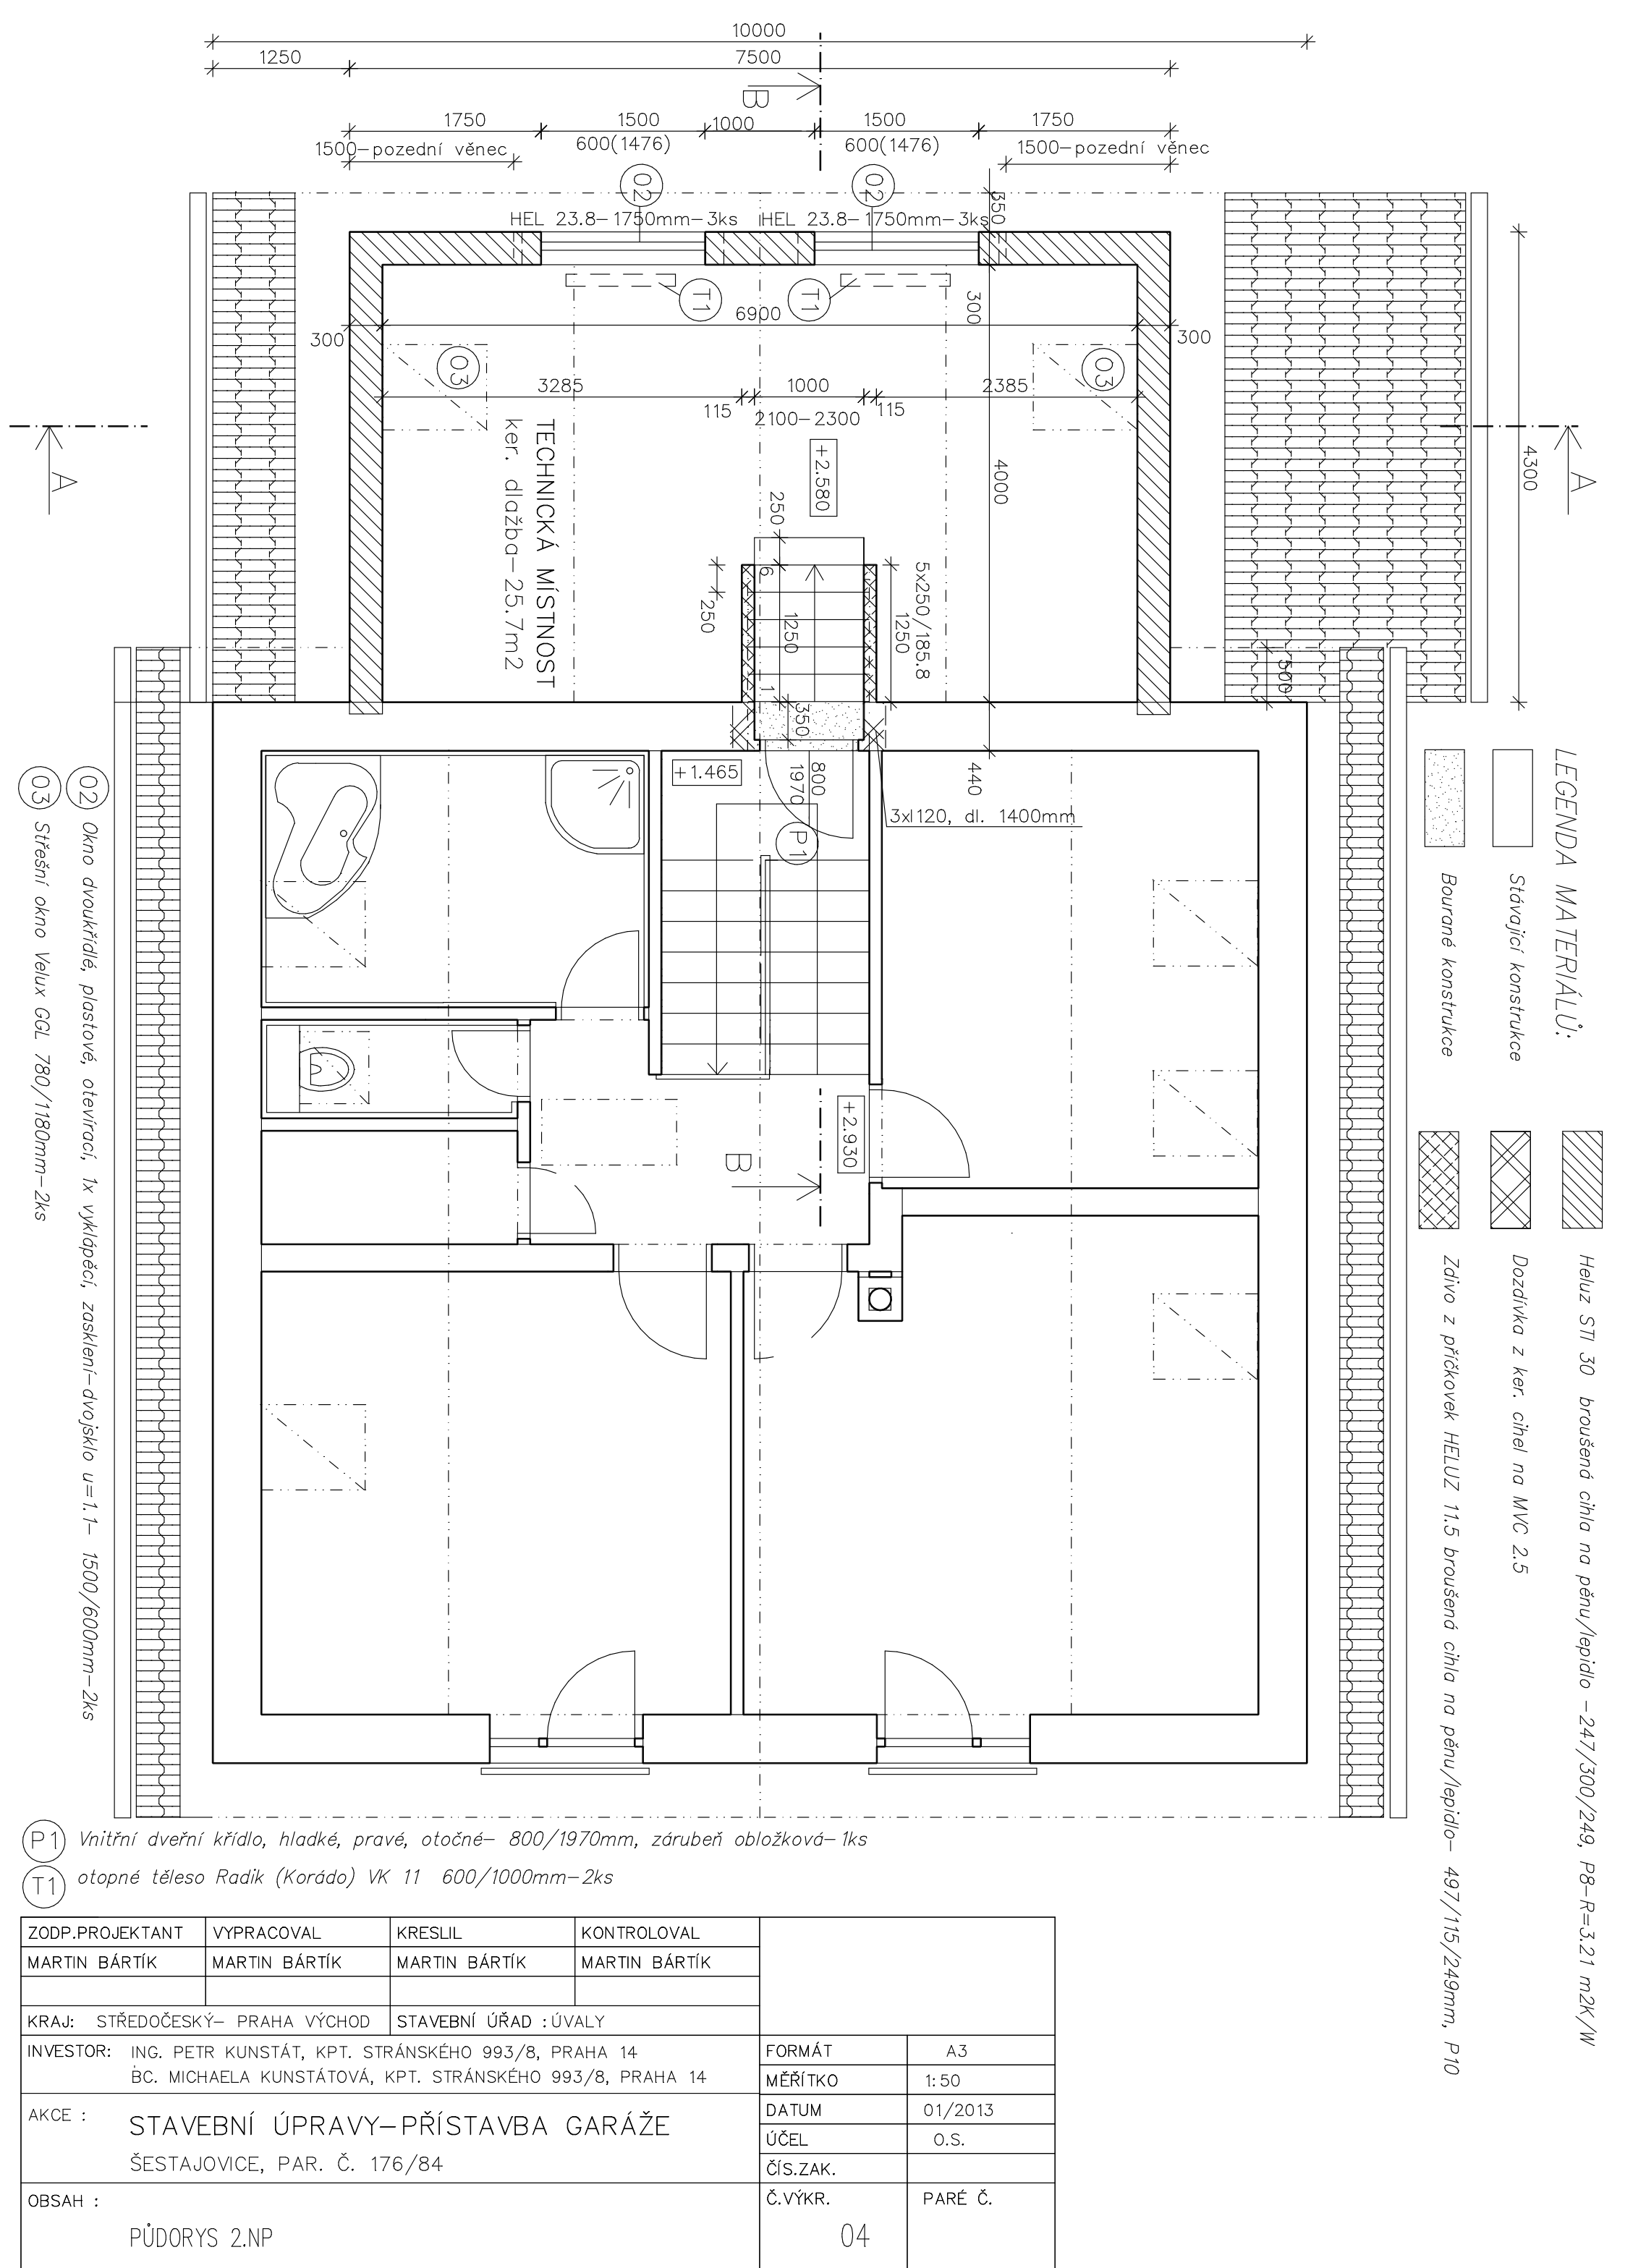 10000
1250
7500
B
1750
1500
1000
1500
1750
600(1476)
600(1476)
1500-pozední věnec
1500-pozední věnec
02
02
350
HEL 23.8-1750mm-3ks
HEL 23.8-1750mm-3ks
T1
T1
300
6900
300
300
03
03
3285
1000
2385
115
2100-2300
115
A
A
4300
TECHNICKÁ MÍSTNOST
ker. dlažba-25.7m2
+2.580
4000
250
6
250
1250
1
5x250/185.8
1250
500
350
+1.465
800
1970
440
P1
3xI120, dl. 1400mm
+2.930
B
LEGENDA MATERIÁLŮ:
Stávající konstrukce
Bourané konstrukce
Heluz STI 30 broušená cihla na pěnu/lepidlo -247/300/249, P8-R=3.21 m2K/W
Dozdívka z ker. cihel na MVC 2.5
Zdivo z příčkovek HELUZ 11.5 broušená cihla na pěnu/lepidlo- 497/115/249mm, P10
02 Okno dvoukřídlé, plastové, otevírací, 1x vyklápěcí, zasklení-dvojsklo u=1.1- 1500/600mm-2ks
03 Střešní okno Velux GGL 780/1180mm-2ks
P1 Vnitřní dveřní křídlo, hladké, pravé, otočné- 800/1970mm, zárubeň obložková-1ks
T1 otopné těleso Radik (Korádo) VK 11 600/1000mm-2ks
ZODP.PROJEKTANT VYPRACOVAL KRESLIL KONTROLOVAL
MARTIN BÁRTÍK MARTIN BÁRTÍK MARTIN BÁRTÍK MARTIN BÁRTÍK
KRAJ: STŘEDOČESKÝ- PRAHA VÝCHOD STAVEBNÍ ÚŘAD : ÚVALY
INVESTOR: ING. PETR KUNSTÁT, KPT. STRÁNSKÉHO 993/8, PRAHA 14
BC. MICHAELA KUNSTÁTOVÁ, KPT. STRÁNSKÉHO 993/8, PRAHA 14
AKCE : STAVEBNÍ ÚPRAVY-PŘÍSTAVBA GARÁŽE
ŠESTAJOVICE, PAR. Č. 176/84
OBSAH :
PŮDORYS 2.NP
FORMÁT A3
MĚŘÍTKO 1:50
DATUM 01/2013
ÚČEL O.S.
ČÍS.ZAK.
Č.VÝKR. PARÉ Č.
04